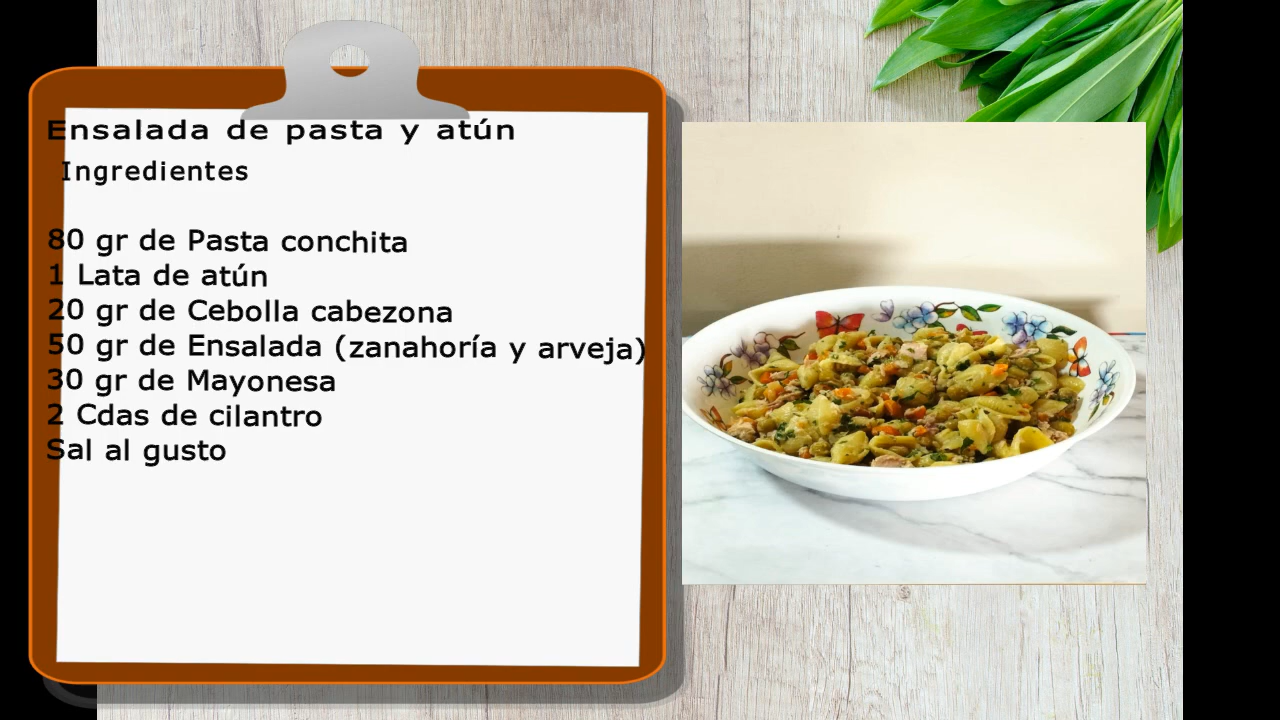 Ensalada de pasta y atún
Ingredientes
80 gr de Pasta conchita
1 Lata de atún
20 gr de Cebolla cabezona
50 gr de Ensalada (zanahoría y arveja)
30 gr de Mayonesa
2 Cdas de cilantro
Sal al gusto